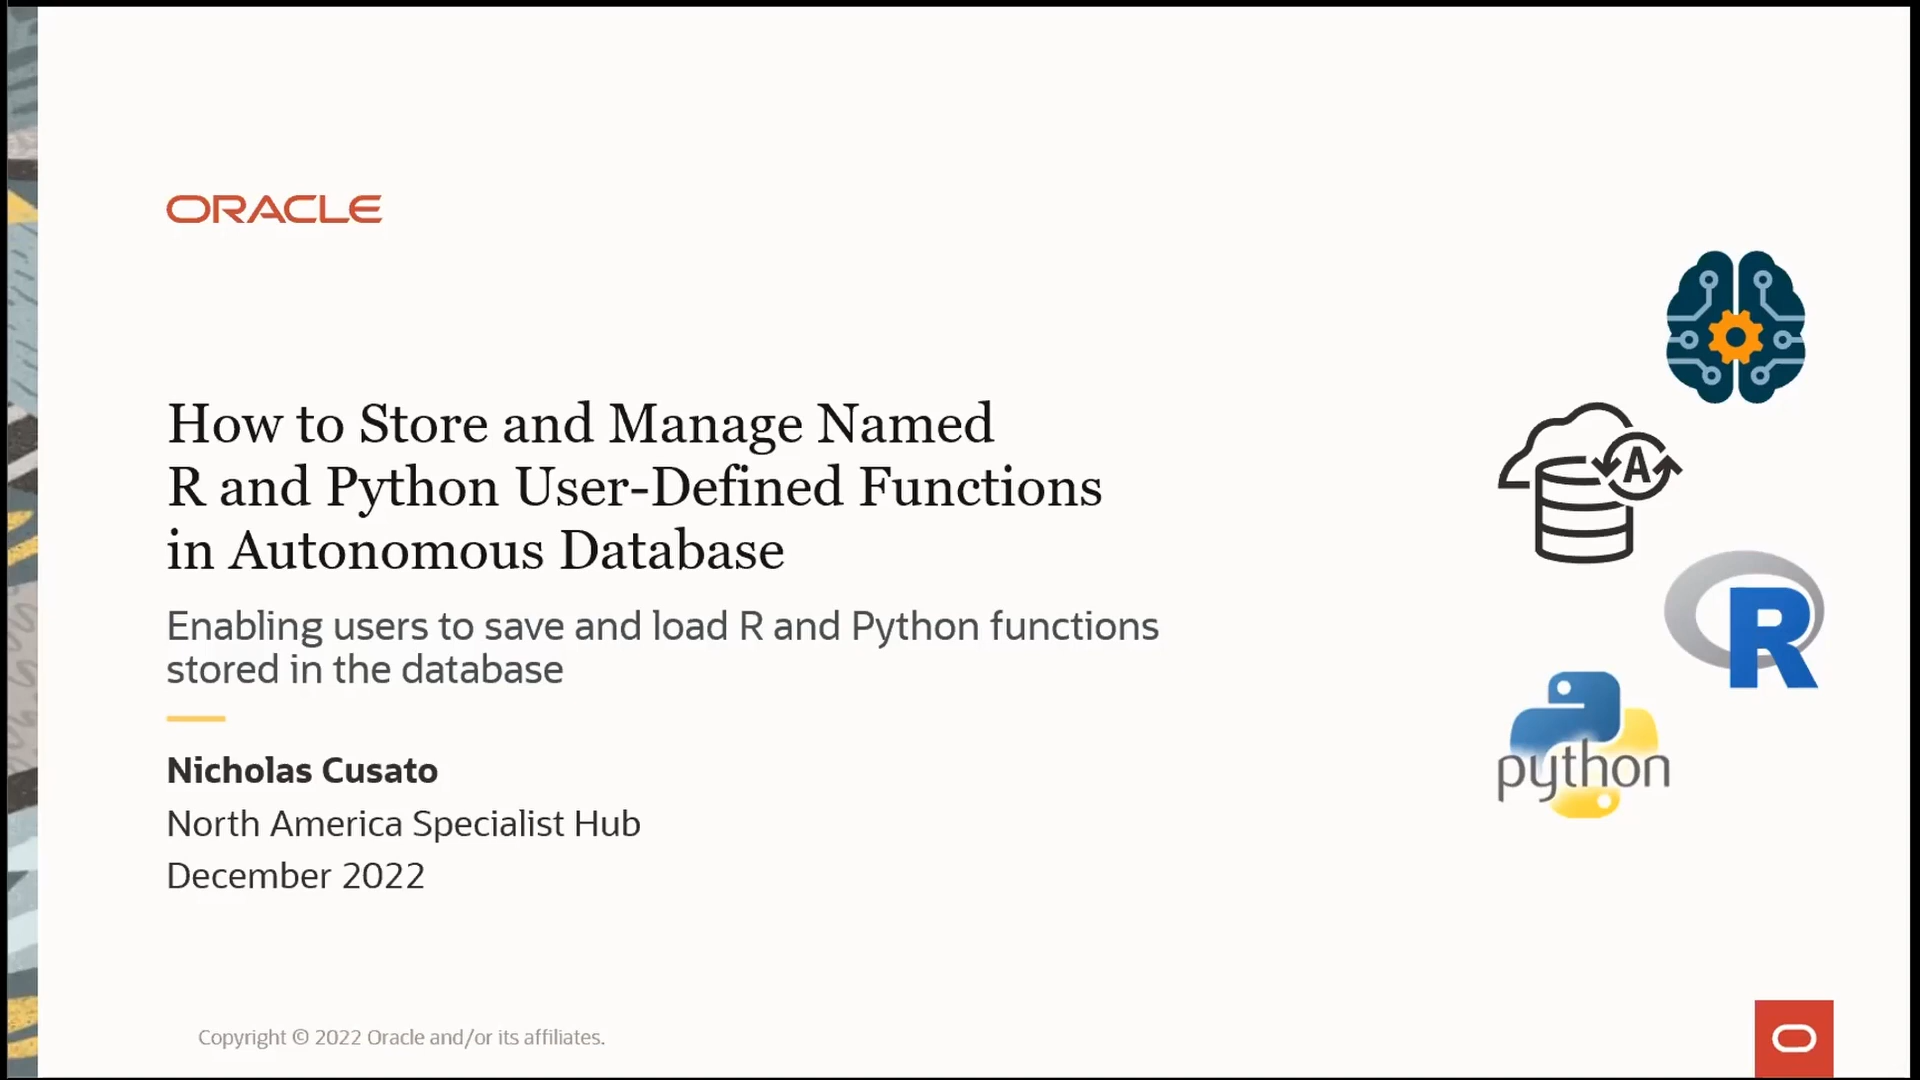 ORACLE
How to Store and Manage Named
R and Python User-Defined Functions
in Autonomous Database
Enabling users to save and load R and Python functions
stored in the database
Nicholas Cusato
North America Specialist Hub
December 2022
A
R
python
Copyright © 2022 Oracle and/or its affiliates.